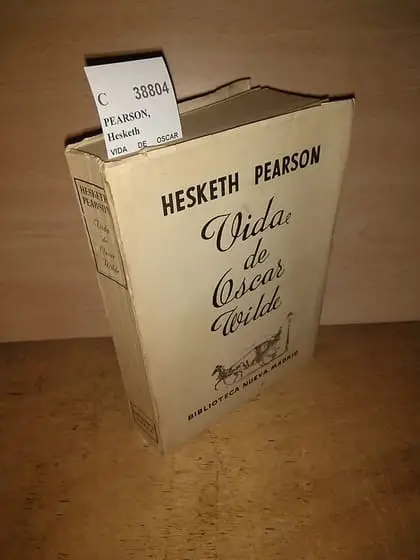 C 38804
PEARSON,
Hesketh
VIDA DE OSCAR
HESKETH PEARSON
Vida
de
Oscar
Wilde
BIBLIOTECA NUEVA-MADRID
HESKETH
PEARSON
Vida
de
Oscar
Wilde